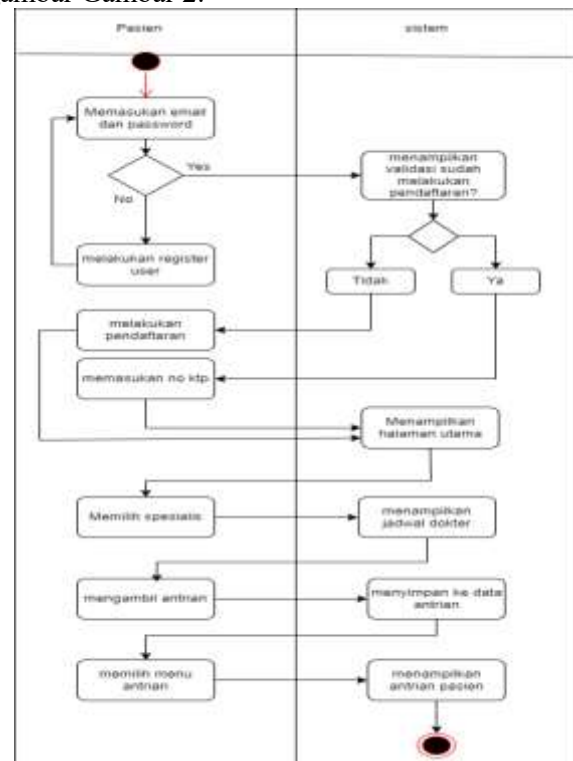 Gambar 2.
Pasien
sistem
Memasukan email
dan password
Yes
No
menampilkan
validasi sudah
melakukan
pendaftaran?
melakukan register
user
Tidak
Ya
melakukan
pendaftaran
memasukan no ktp
Menampilkan
halaman utama
Memilih spesialis
menampilkan
jadwal dokter
mengambil antrian
menyimpan ke data
antrian
memilih menu
antrian
menampilkan
antrian pasien